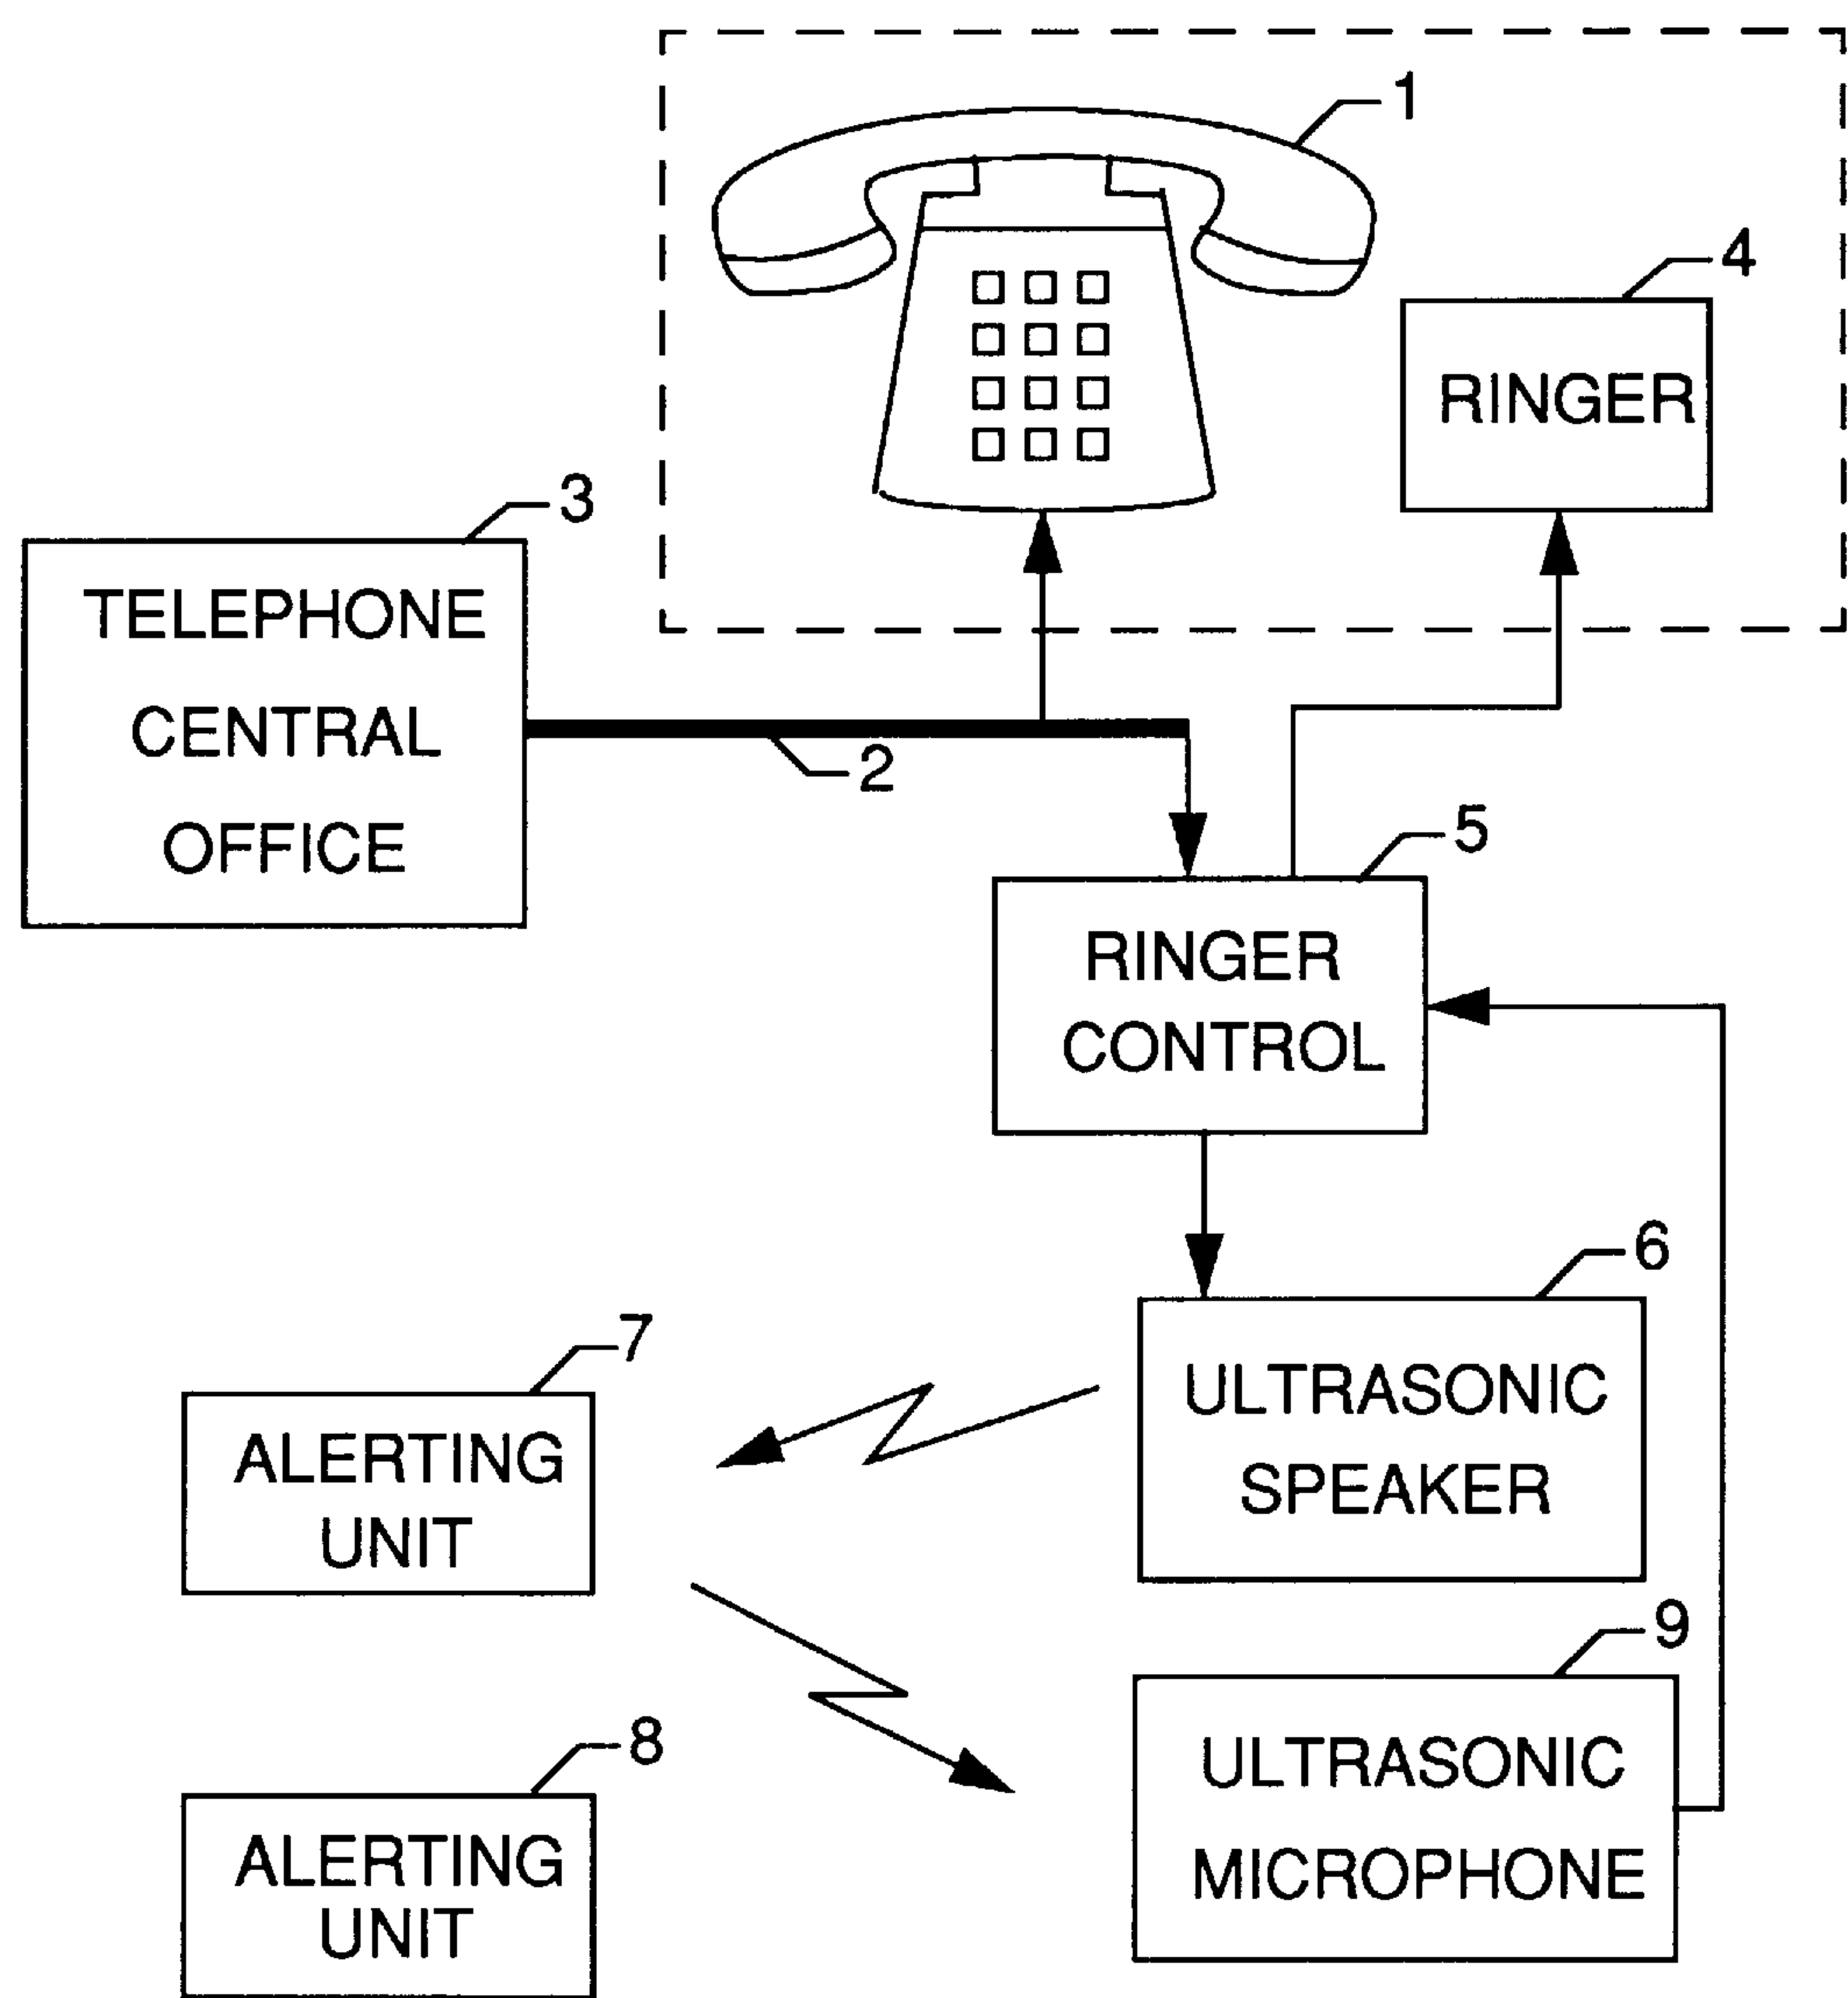 1
4
RINGER
3
TELEPHONE
CENTRAL
OFFICE
2
5
RINGER
CONTROL
6
ULTRASONIC
SPEAKER
7
ALERTING
UNIT
9
ULTRASONIC
MICROPHONE
8
ALERTING
UNIT